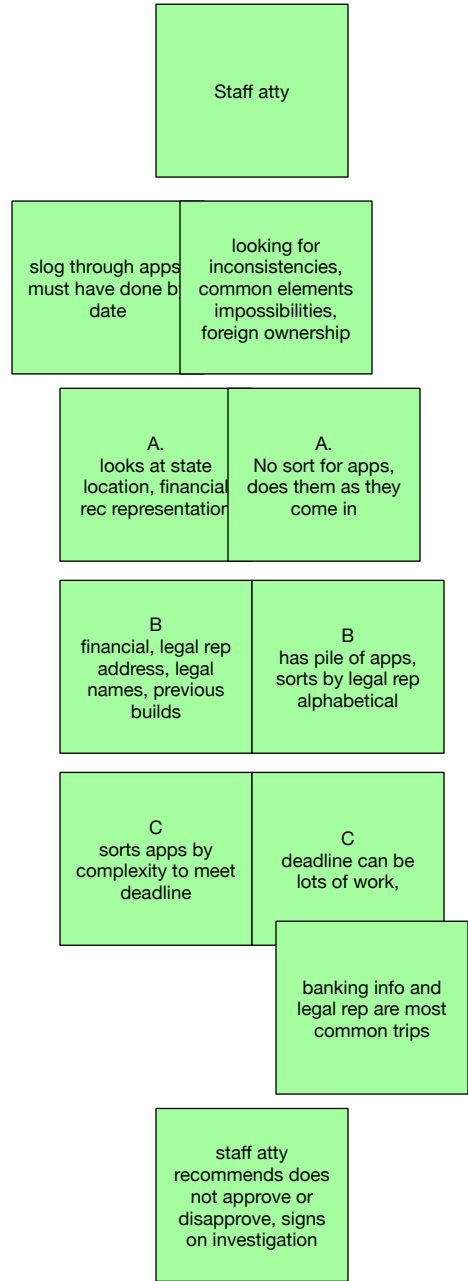 Staff atty
slog through apps
must have done by
date
looking for
inconsistencies,
common elements
impossibilities,
foreign ownership
A.
looks at state
location, financial
rec representation
A.
No sort for apps,
does them as they
come in
B
financial, legal rep
address, legal
names, previous
builds
B
has pile of apps,
sorts by legal rep
alphabetical
C
sorts apps by
complexity to meet
deadline
C
deadline can be
lots of work,
banking info and
legal rep are most
common trips
staff atty
recommends does
not approve or
disapprove, signs
on investigation